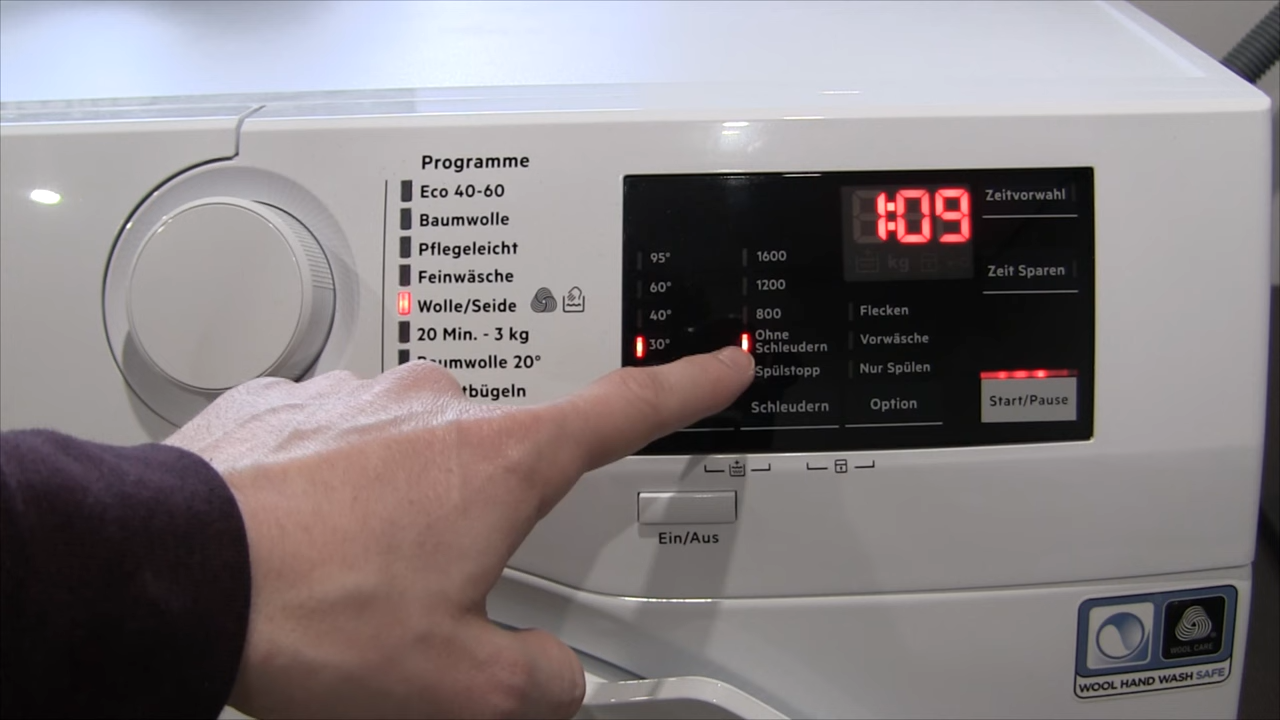 Programme
Eco 40-60
Baumwolle
Pflegeleicht
Feinwäsche
Wolle/Seide
20 Min. - 3 kg
Baumwolle 20°
tbügeln
95°
60°
40°
30°
1600
1200
800
Ohne
Schleudern
Spülstopp
Schleudern
1:09
kg
Flecken
Vorwäsche
Nur Spülen
Option
Zeitvorwahl
Zeit Sparen
Start/Pause
Ein/Aus
WOOL CARE
WOOL HAND WASH SAFE